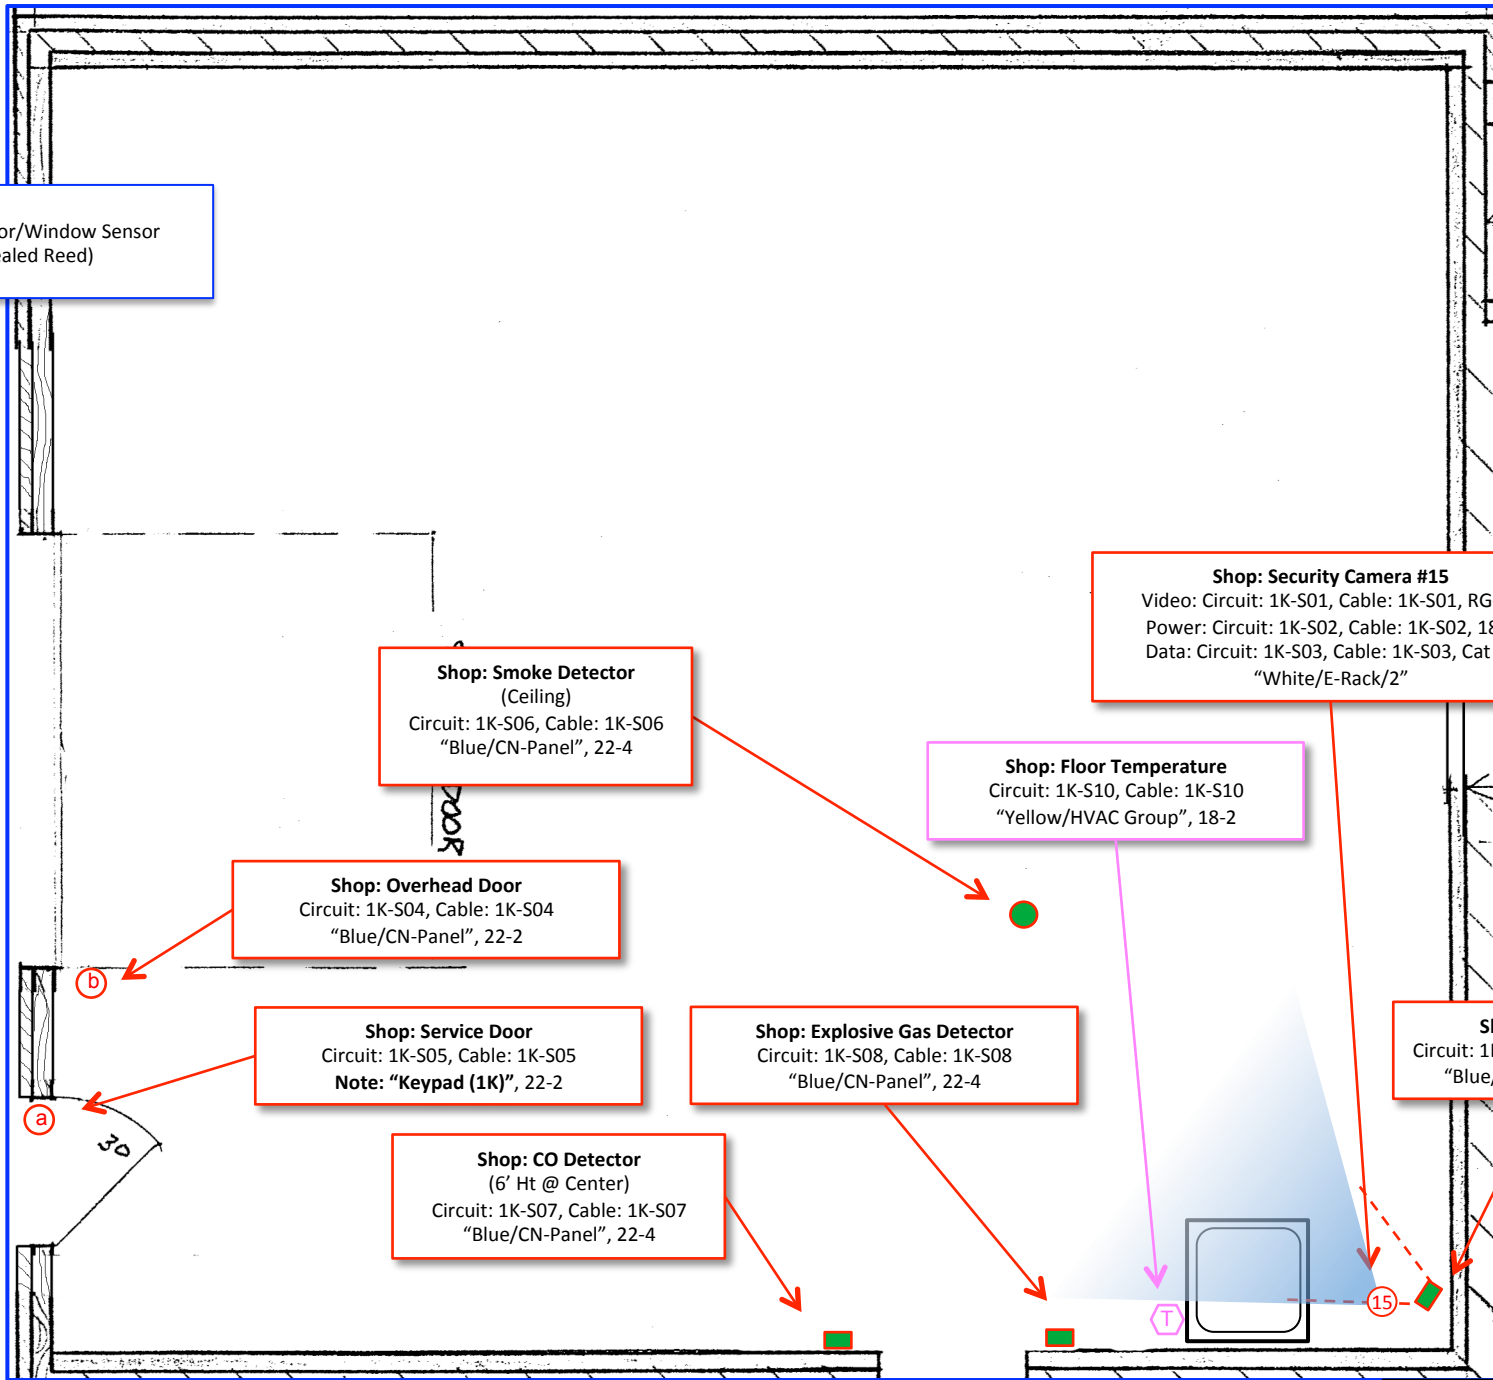 or/Window Sensor
ealed Reed)
Shop: Security Camera #15
Video: Circuit: 1K-S01, Cable: 1K-S01, RG
Power: Circuit: 1K-S02, Cable: 1K-S02, 18
Data: Circuit: 1K-S03, Cable: 1K-S03, Cat
“White/E-Rack/2”
Shop: Smoke Detector
(Ceiling)
Circuit: 1K-S06, Cable: 1K-S06
“Blue/CN-Panel”, 22-4
Shop: Floor Temperature
Circuit: 1K-S10, Cable: 1K-S10
“Yellow/HVAC Group”, 18-2
OOR
Shop: Overhead Door
Circuit: 1K-S04, Cable: 1K-S04
“Blue/CN-Panel”, 22-2
b
Shop: Service Door
Circuit: 1K-S05, Cable: 1K-S05
Note: “Keypad (1K)”, 22-2
Shop: Explosive Gas Detector
Circuit: 1K-S08, Cable: 1K-S08
“Blue/CN-Panel”, 22-4
Circuit: 1
“Blue/
a
30
Shop: CO Detector
(6’ Ht @ Center)
Circuit: 1K-S07, Cable: 1K-S07
“Blue/CN-Panel”, 22-4
15
T